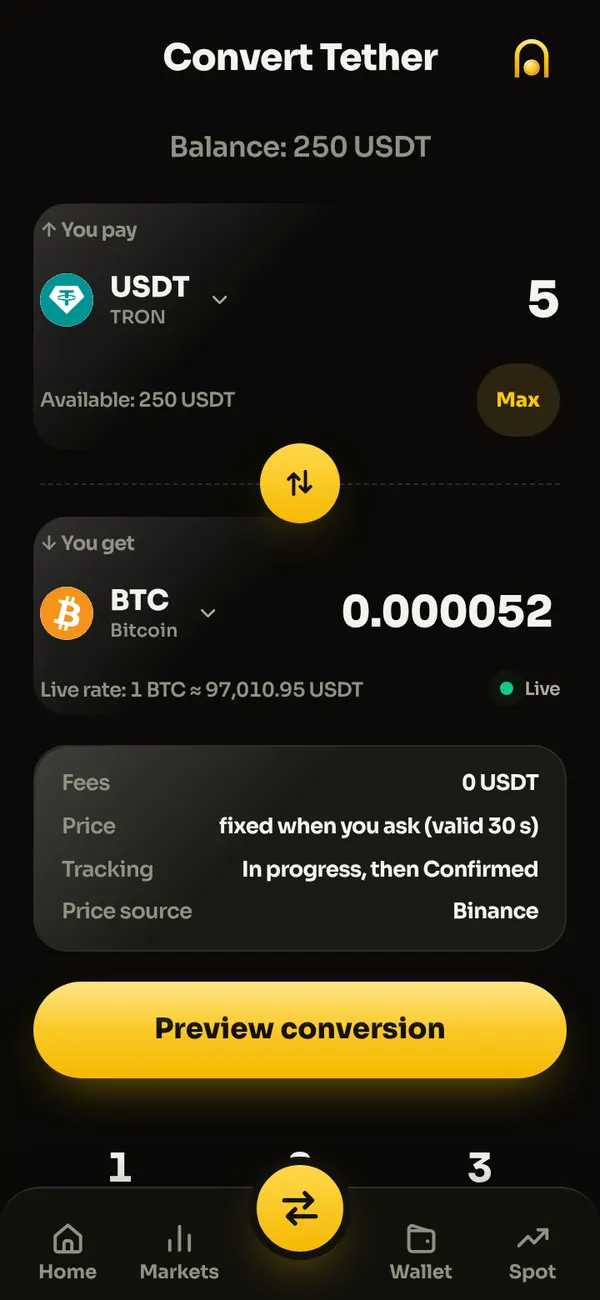 Convert Tether
Balance: 250 USDT
↑ You pay
USDT
TRON
5
Available: 250 USDT
Max
↓ You get
BTC
Bitcoin
0.000052
Live rate: 1 BTC ≈ 97,010.95 USDT
Live
Fees
0 USDT
Price
fixed when you ask (valid 30 s)
Tracking
In progress, then Confirmed
Price source
Binance
Preview conversion
1
3
Home
Markets
Wallet
Spot